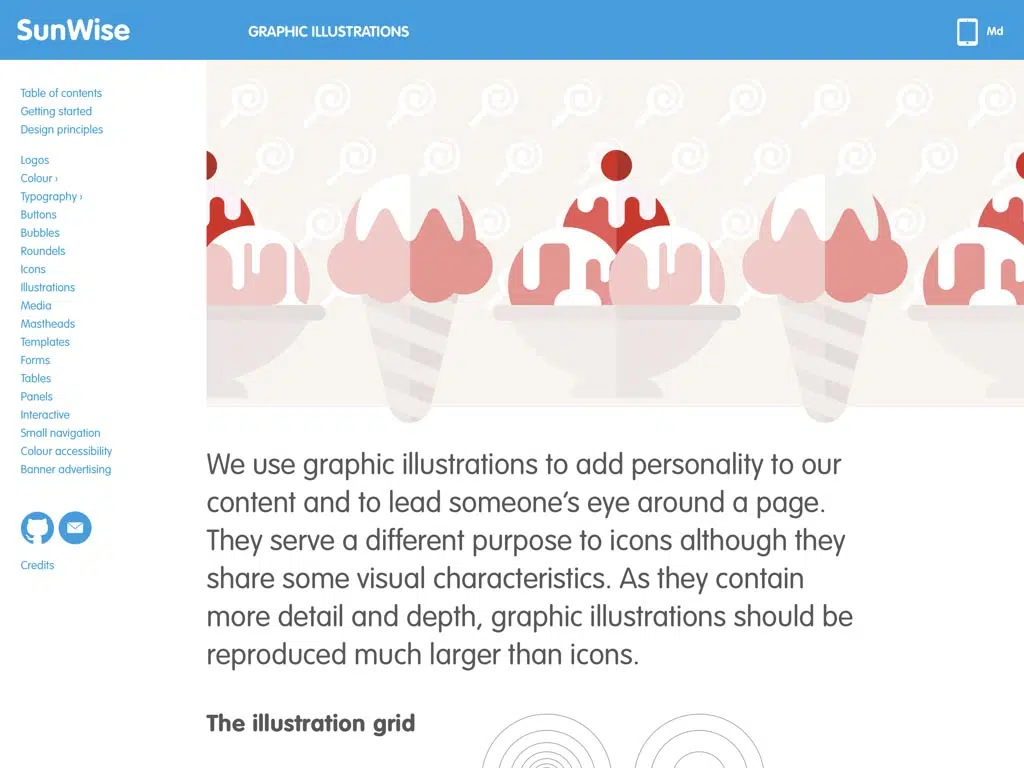 SunWise
GRAPHIC ILLUSTRATIONS
Md
Table of contents
Getting started
Design principles
Logos
Colour ›
Typography ›
Buttons
Bubbles
Roundels
Icons
Illustrations
Media
Mastheads
Templates
Forms
Tables
Panels
Interactive
Small navigation
Colour accessibility
Banner advertising
Credits
We use graphic illustrations to add personality to our
content and to lead someone’s eye around a page.
They serve a different purpose to icons although they
share some visual characteristics. As they contain
more detail and depth, graphic illustrations should be
reproduced much larger than icons.
The illustration grid